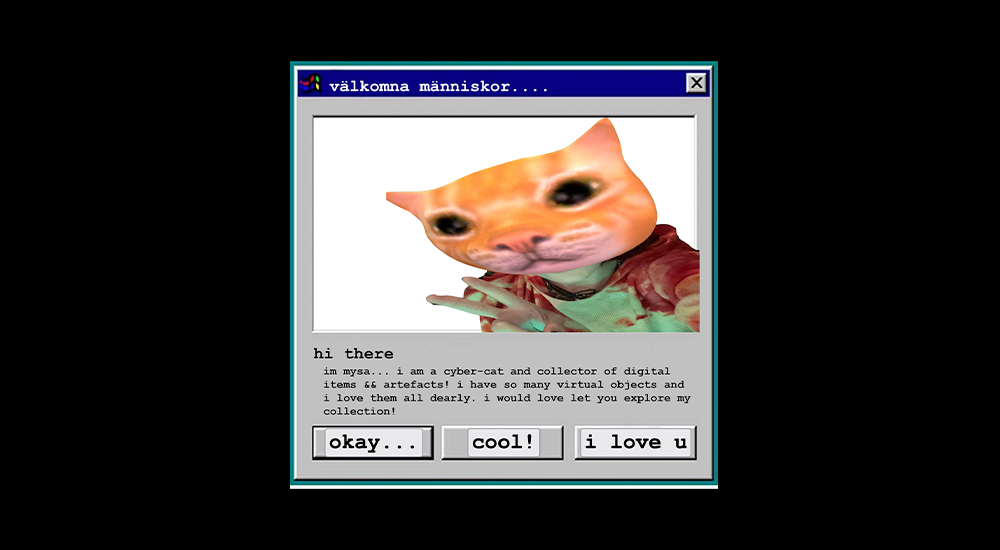 välkomna människor....
hi there
im mysa... i am a cyber-cat and collector of digital
items && artefacts! i have so many virtual objects and
i love them all dearly. i would love let you explore my
collection!
okay... cool! i love u